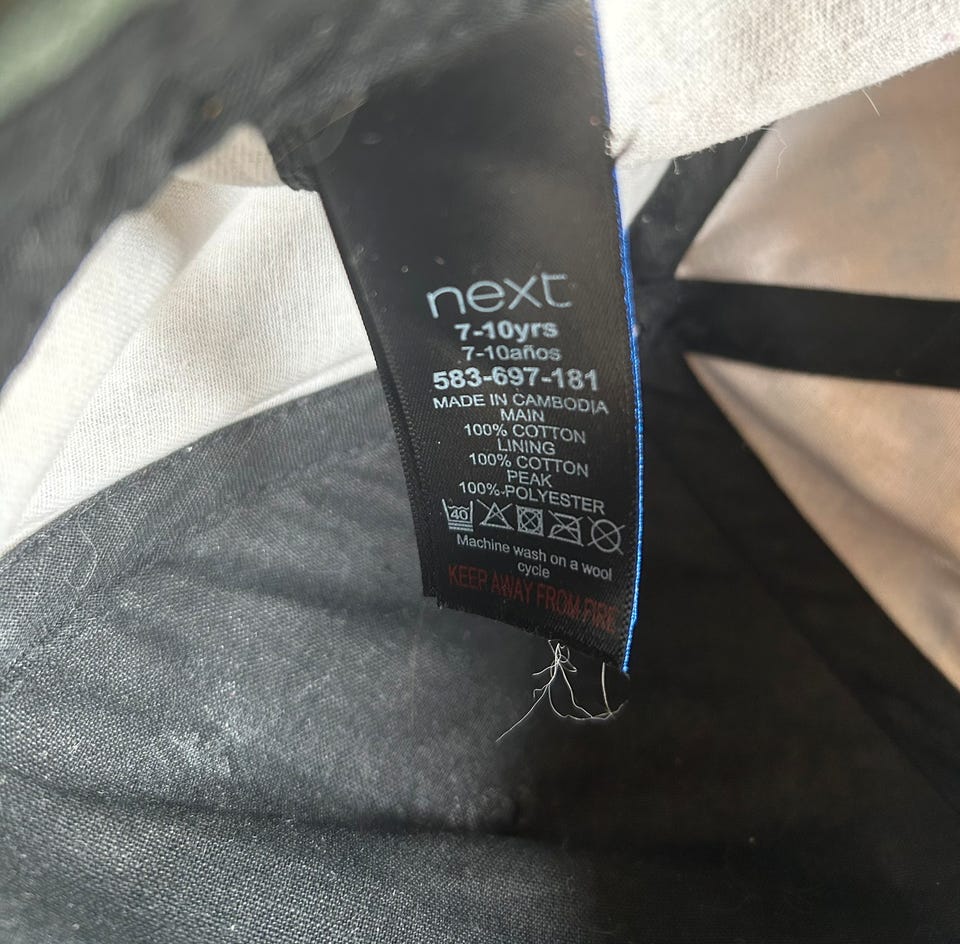 next
7-10yrs
7-10años
583-697-181
MADE IN CAMBODIA
MAIN
100% COTTON
LINING
100% COTTON
PEAK
100%-POLYESTER
40
Machine wash on a wool
cycle
KEEP AWAY FROM FIRE